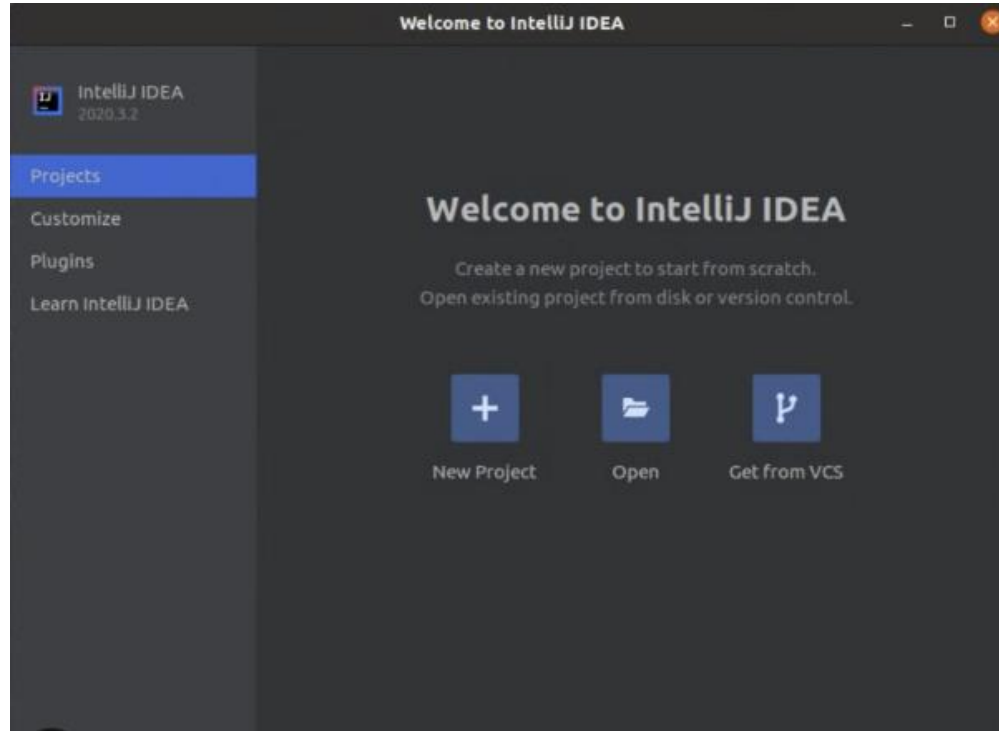 Welcome to IntelliJ IDEA
IntelliJ IDEA
2020.3.2
Projects
Customize
Plugins
Learn IntelliJ IDEA
Welcome to IntelliJ IDEA
Create a new project to start from scratch.
Open existing project from disk or version control.
New Project
Open
Get from VCS